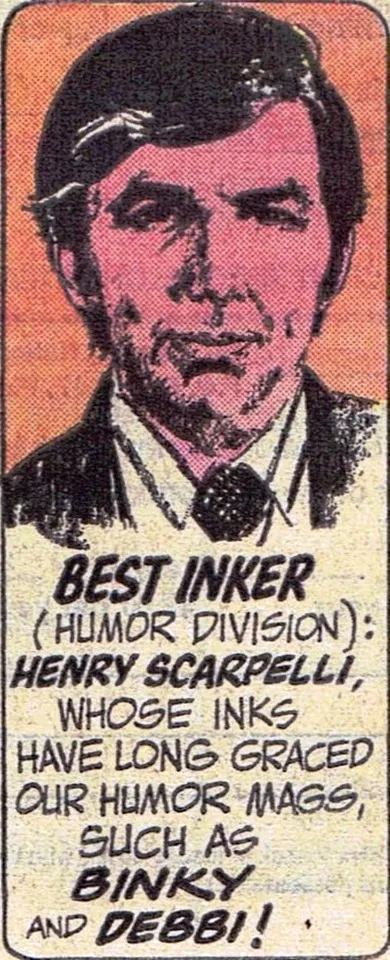 BEST INKER
(HUMOR DIVISION):
HENRY SCARPELLI,
WHOSE INKS
HAVE LONG GRACED
OUR HUMOR MAGS,
SUCH AS
BINKY
AND DEBBI!